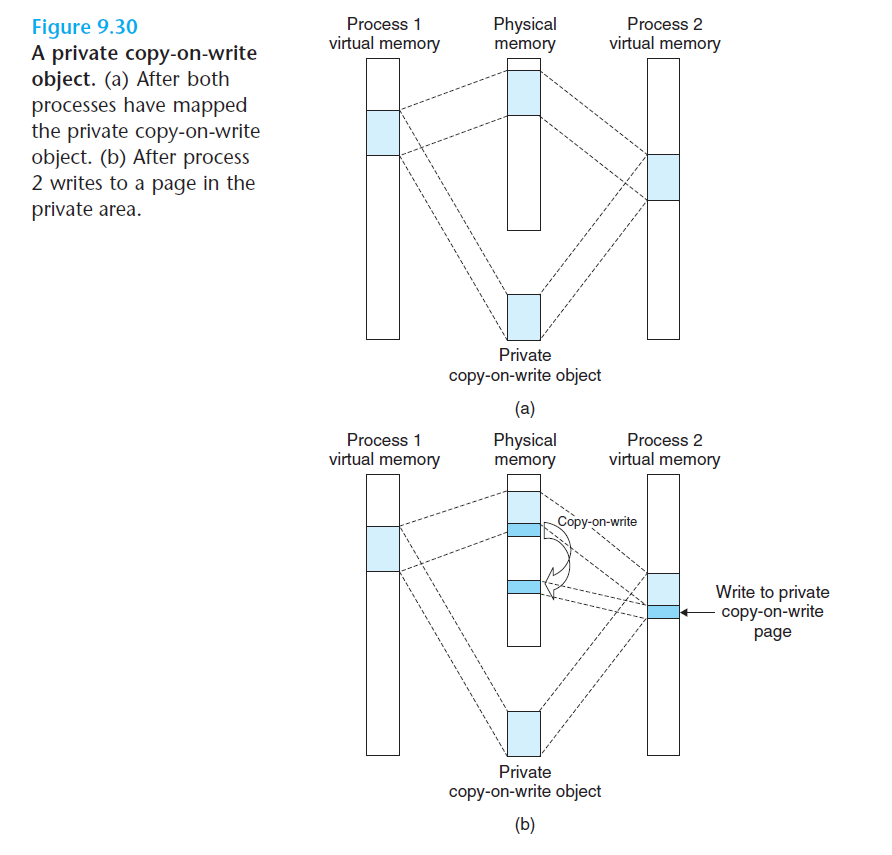 Figure 9.30
A private copy-on-write
object. (a) After both
processes have mapped
the private copy-on-write
object. (b) After process
2 writes to a page in the
private area.
Process 1
virtual memory
Physical
memory
Process 2
virtual memory
Private
copy-on-write object
(a)
Process 1
virtual memory
Physical
memory
Process 2
virtual memory
Copy-on-write
Write to private
copy-on-write
page
Private
copy-on-write object
(b)